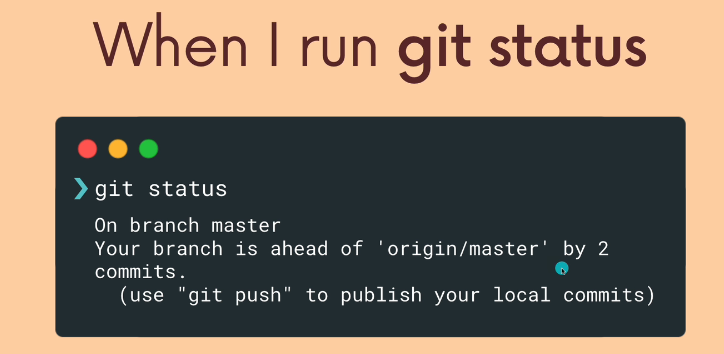 When I run git status
❯ git status
On branch master
Your branch is ahead of 'origin/master' by 2
commits.
(use "git push" to publish your local commits)